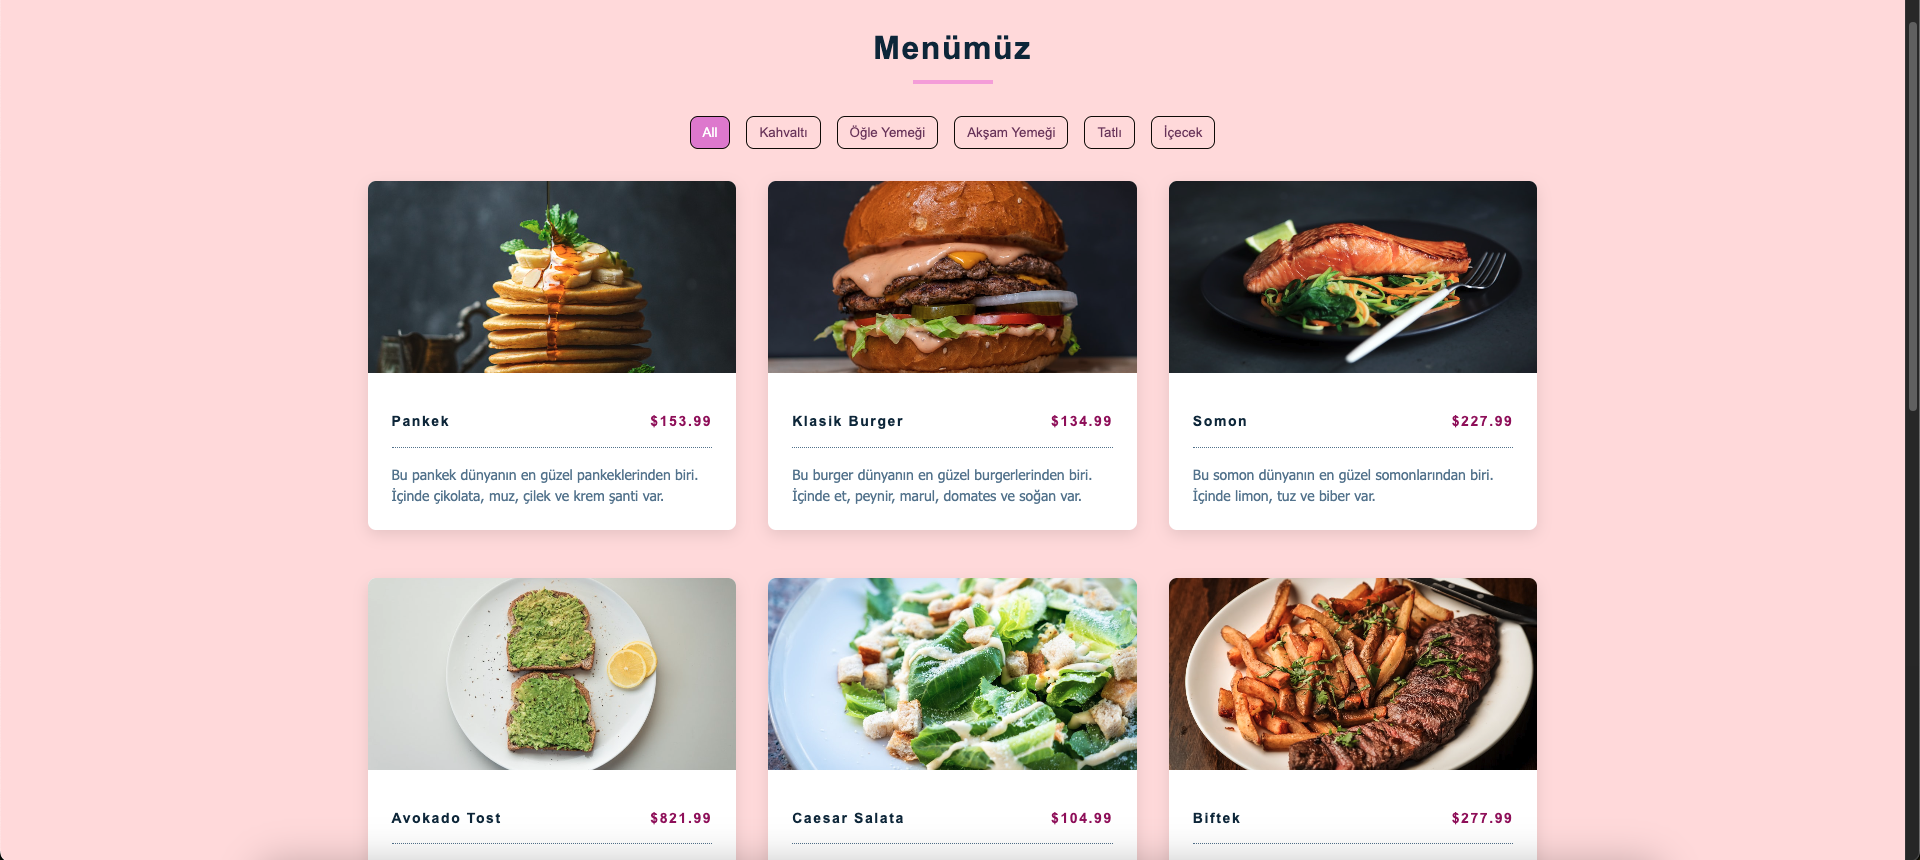 Menümüz
All
Kahvaltı
Öğle Yemeği
Akşam Yemeği
Tatlı
İçecek
Pankek $153.99
Bu pankek dünyanın en güzel pankeklerinden biri.
İçinde çikolata, muz, çilek ve krem şanti var.
Klasik Burger $134.99
Bu burger dünyanın en güzel burgerlerinden biri.
İçinde et, peynir, marul, domates ve soğan var.
Somon $227.99
Bu somon dünyanın en güzel somonlarından biri.
İçinde limon, tuz ve biber var.
Avokado Tost $821.99
Caesar Salata $104.99
Biftek $277.99